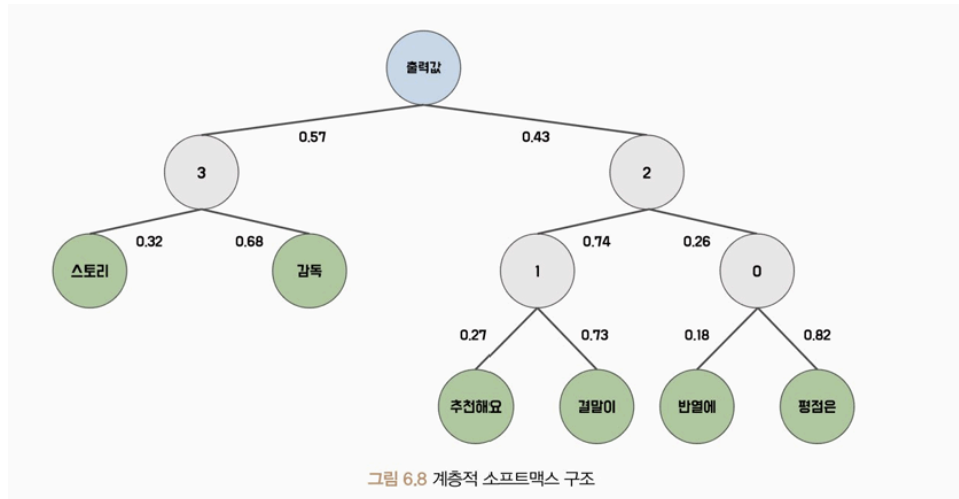 출력값
0.57 0.43
3 2
0.32 0.68 0.74 0.26
스토리 감독 1 0
0.27 0.73 0.18 0.82
추천해요 결말이 반열에 평점은
그림 6.8 계층적 소프트맥스 구조